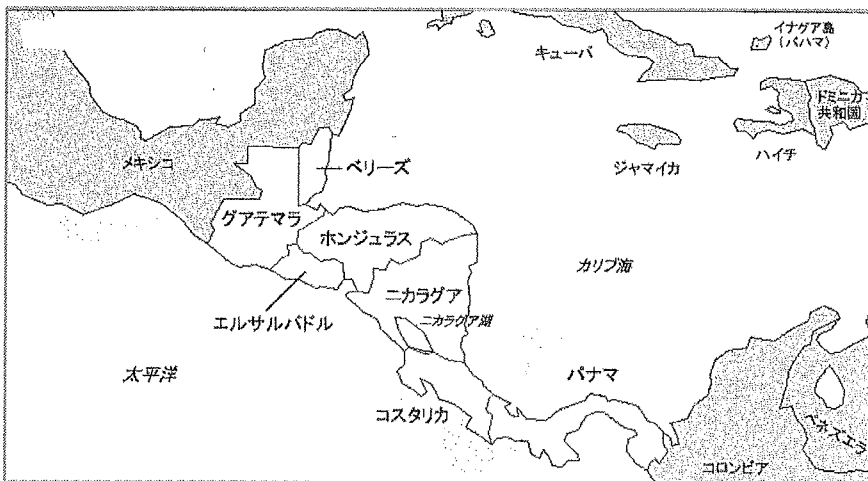 イナグア島
(バハマ)
キューバ
ドミニカ
共和国
ハイチ
ジャマイカ
メキシコ
ベリーズ
グアテマラ
ホンジュラス
カリブ海
ニカラグア
ニカラグア湖
エルサルバドル
太平洋
パナマ
コスタリカ
ベネズエラ
コロンビア